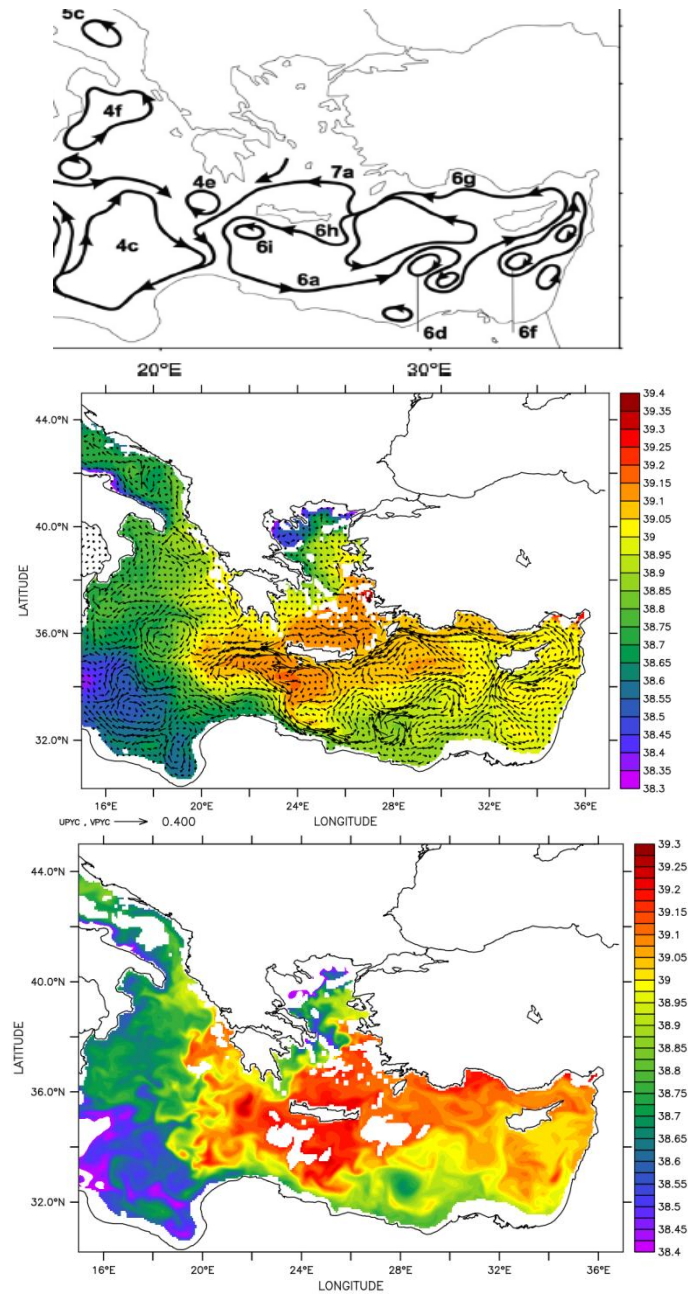 5c
4f
4e
7a
6g
4c
6i
6h
6a
6d
6f
20°E
30°E
44.0°N
40.0°N
36.0°N
32.0°N
LATITUDE
16°E
20°E
24°E
28°E
32°E
36°E
LONGITUDE
UPYC , VPYC
0.400
39.4
39.35
39.3
39.25
39.2
39.15
39.1
39.05
39
38.95
38.9
38.85
38.8
38.75
38.7
38.65
38.6
38.55
38.5
38.45
38.4
38.35
38.3
44.0°N
40.0°N
36.0°N
32.0°N
LATITUDE
16°E
20°E
24°E
28°E
32°E
36°E
LONGITUDE
39.3
39.25
39.2
39.15
39.1
39.05
39
38.95
38.9
38.85
38.8
38.75
38.7
38.65
38.6
38.55
38.5
38.45
38.4